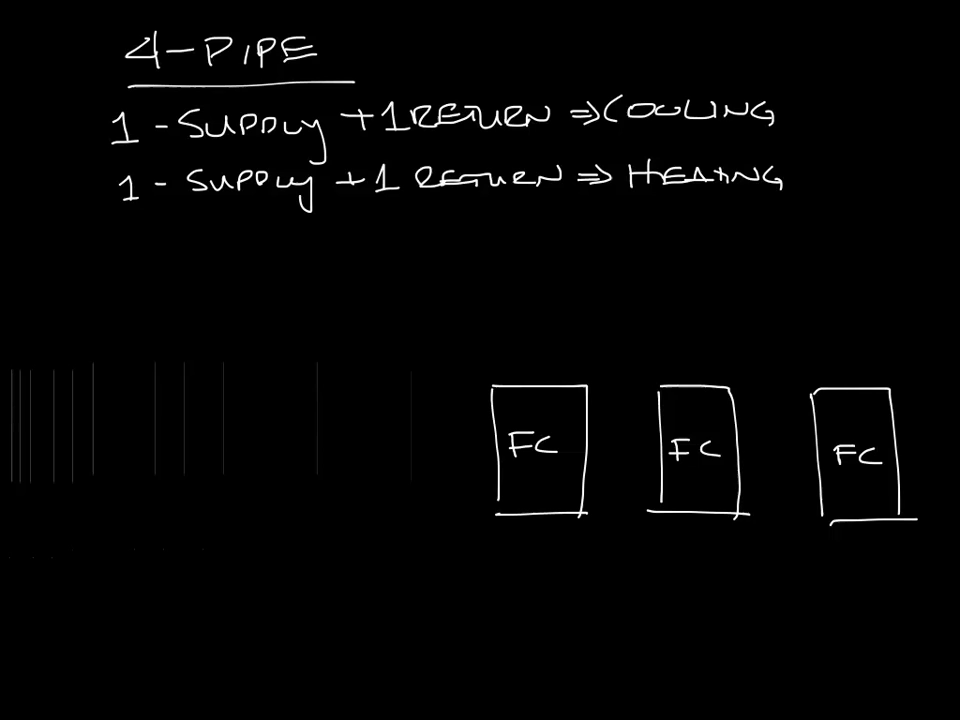 4-PIPE
1-SUPPLY + 1 RETURN ⇒ COOLING
1-SUPPLY + 1 RETURN ⇒ HEATING
FC FC FC